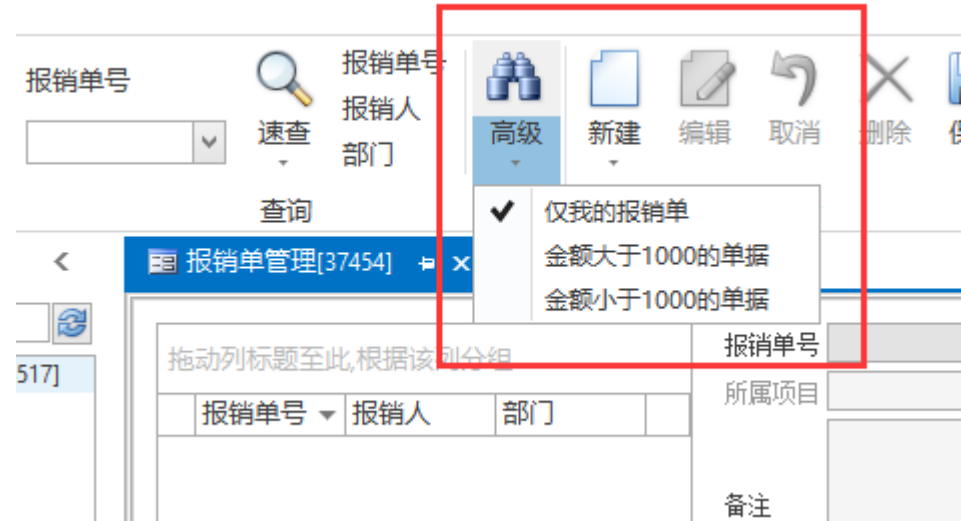 报销单号
速查
报销单号
报销人
部门
高级
新建
编辑
取消
删除
查询
仅我的报销单
金额大于1000的单据
金额小于1000的单据
报销单管理[37454]
517]
拖动列标题至此,根据该列分组
报销单号
报销人
部门
报销单号
所属项目
备注